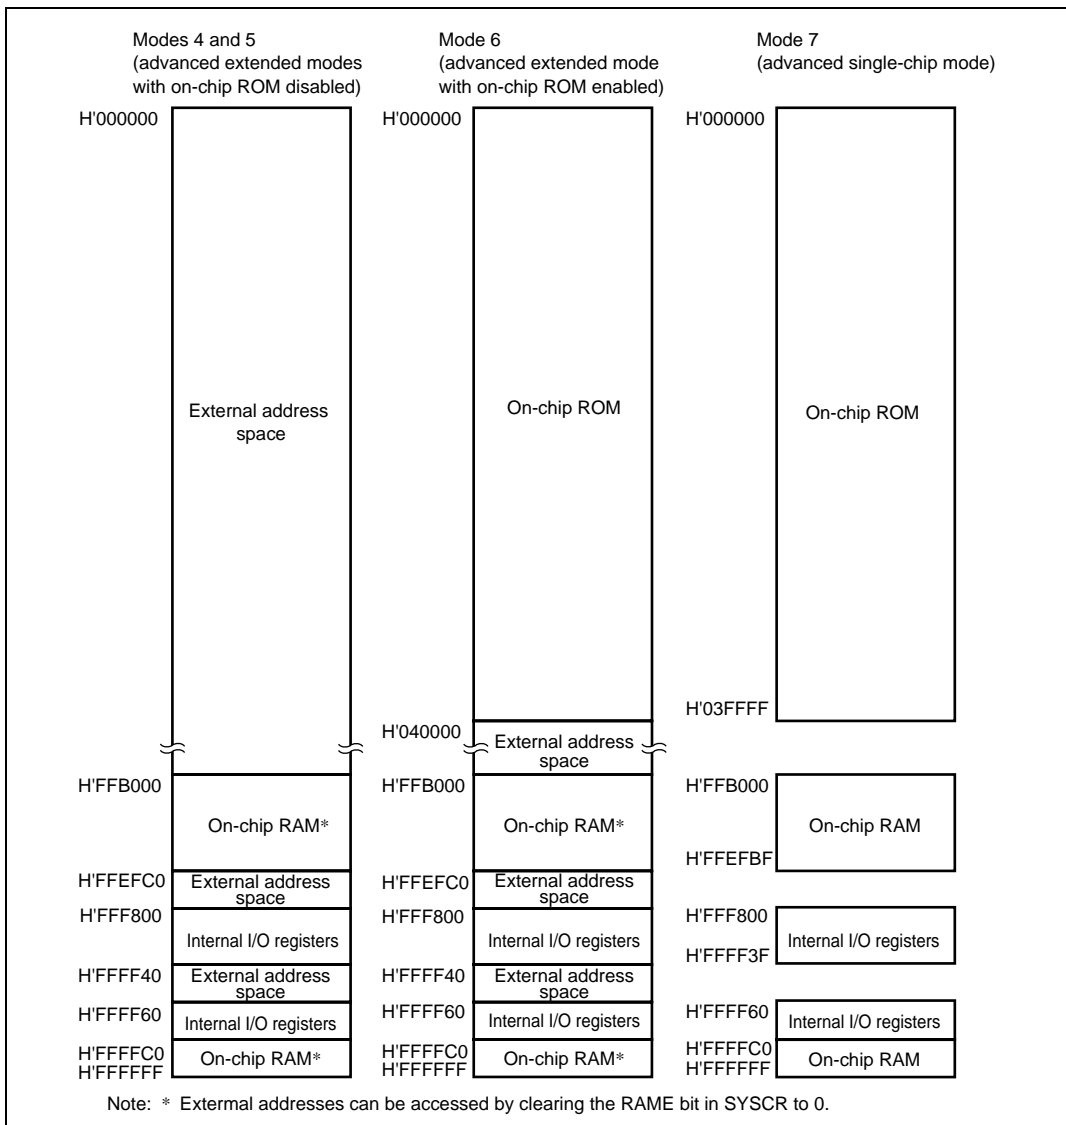 Modes 4 and 5
(advanced extended modes
with on-chip ROM disabled)
Mode 6
(advanced extended mode
with on-chip ROM enabled)
Mode 7
(advanced single-chip mode)
H'000000
External address
space
H'FFB000
On-chip RAM*
H'FFEFC0
External address
space
H'FFF800
Internal I/O registers
H'FFFF40
External address
space
H'FFFF60
Internal I/O registers
H'FFFFC0
On-chip RAM*
H'FFFFFF
H'000000
On-chip ROM
H'040000
External address
space
H'FFB000
On-chip RAM*
H'FFEFC0
External address
space
H'FFF800
Internal I/O registers
H'FFFF40
External address
space
H'FFFF60
Internal I/O registers
H'FFFFC0
On-chip RAM*
H'FFFFFF
H'000000
On-chip ROM
H'03FFFF
H'FFB000
On-chip RAM
H'FFEFBF
H'FFF800
Internal I/O registers
H'FFFF3F
H'FFFF60
Internal I/O registers
H'FFFFC0
On-chip RAM
H'FFFFFF
Note: * Extermal addresses can be accessed by clearing the RAME bit in SYSCR to 0.